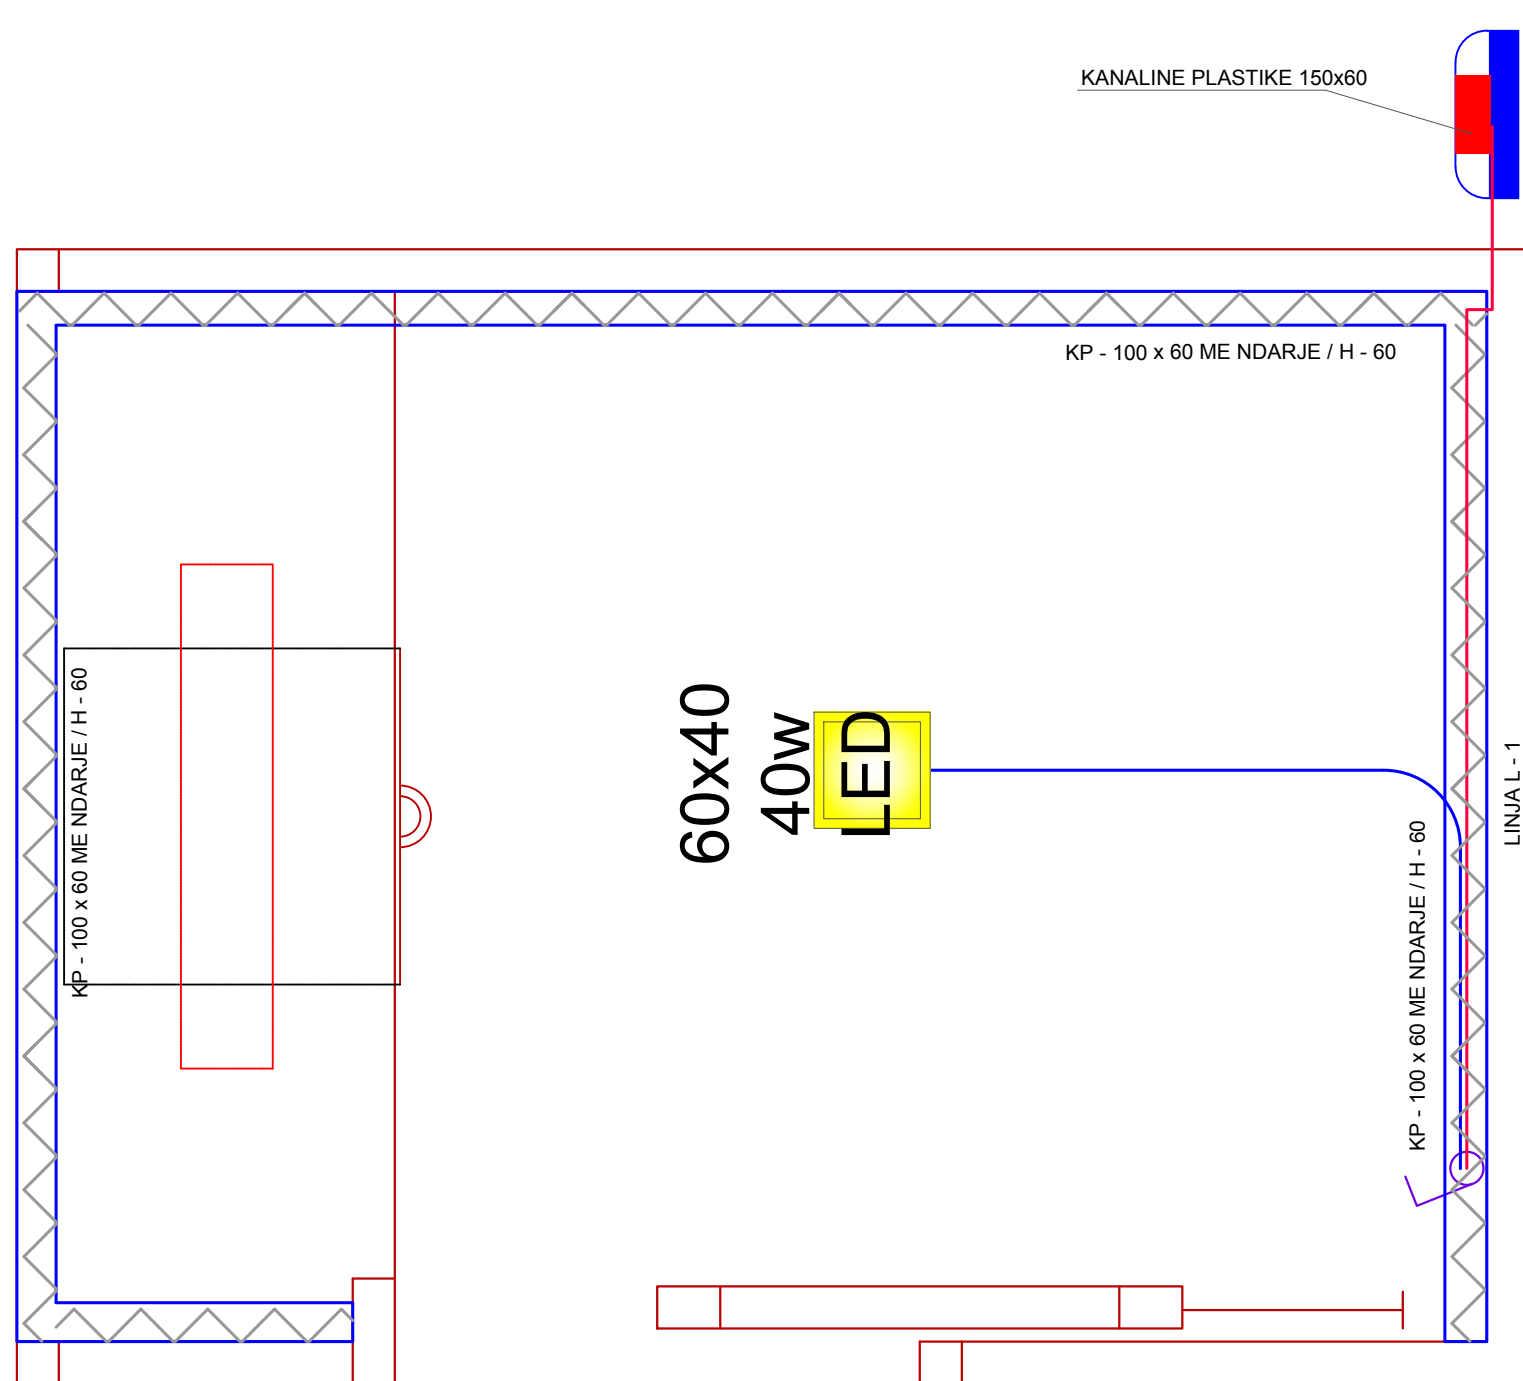 KANALINE PLASTIKE 150x60
KP - 100 x 60 ME NDARJE / H - 60
KP - 100 x 60 ME NDARJE / H - 60
60x40
40w
LED
KP - 100 x 60 ME NDARJE / H - 60
LINJA L - 1